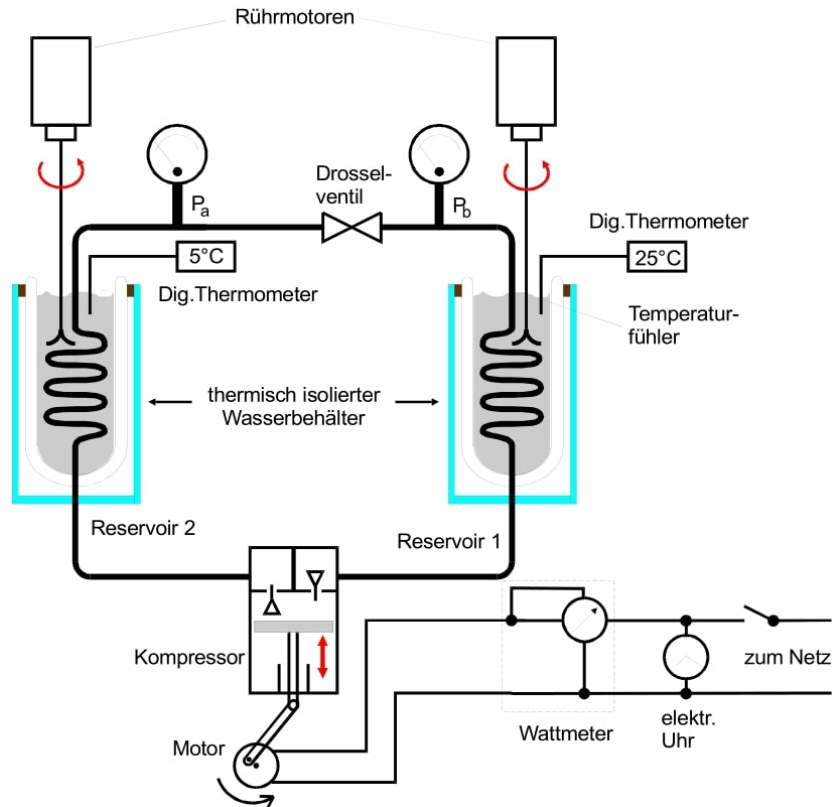 Rührmotoren
Drossel-
ventil
Pa
Pb
Dig.Thermometer
5°C
25°C
Dig.Thermometer
Temperatur-
fühler
thermisch isolierter
Wasserbehälter
Reservoir 2
Reservoir 1
Kompressor
zum Netz
Wattmeter
elektr.
Uhr
Motor